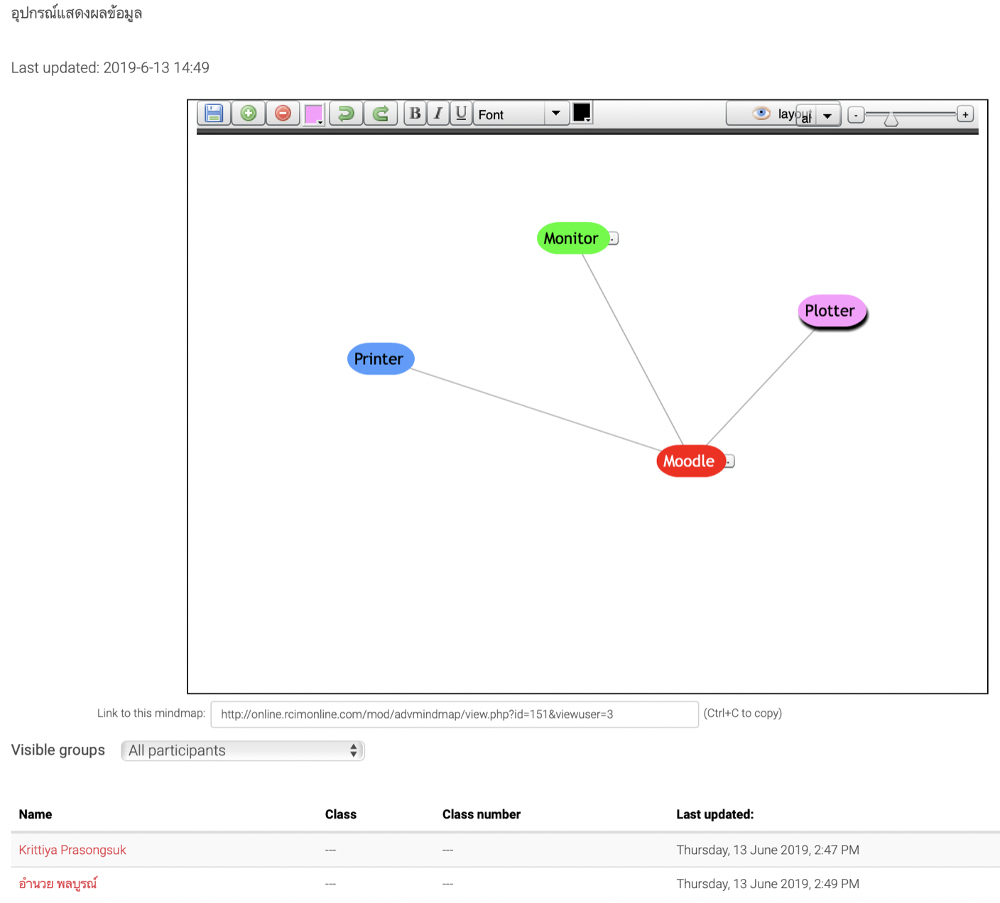 อุปกรณ์แสดงผลข้อมูล
Last updated: 2019-6-13 14:49
B I U Font layout al - +
Monitor -
Plotter
Printer
Moodle -
Link to this mindmap: http://online.rcimonline.com/mod/advmindmap/view.php?id=151&viewuser=3 (Ctrl+C to copy)
Visible groups All participants
Name Class Class number Last updated:
Krittiya Prasongsuk --- --- Thursday, 13 June 2019, 2:47 PM
อำนวย พลบูรณ์ --- --- Thursday, 13 June 2019, 2:49 PM